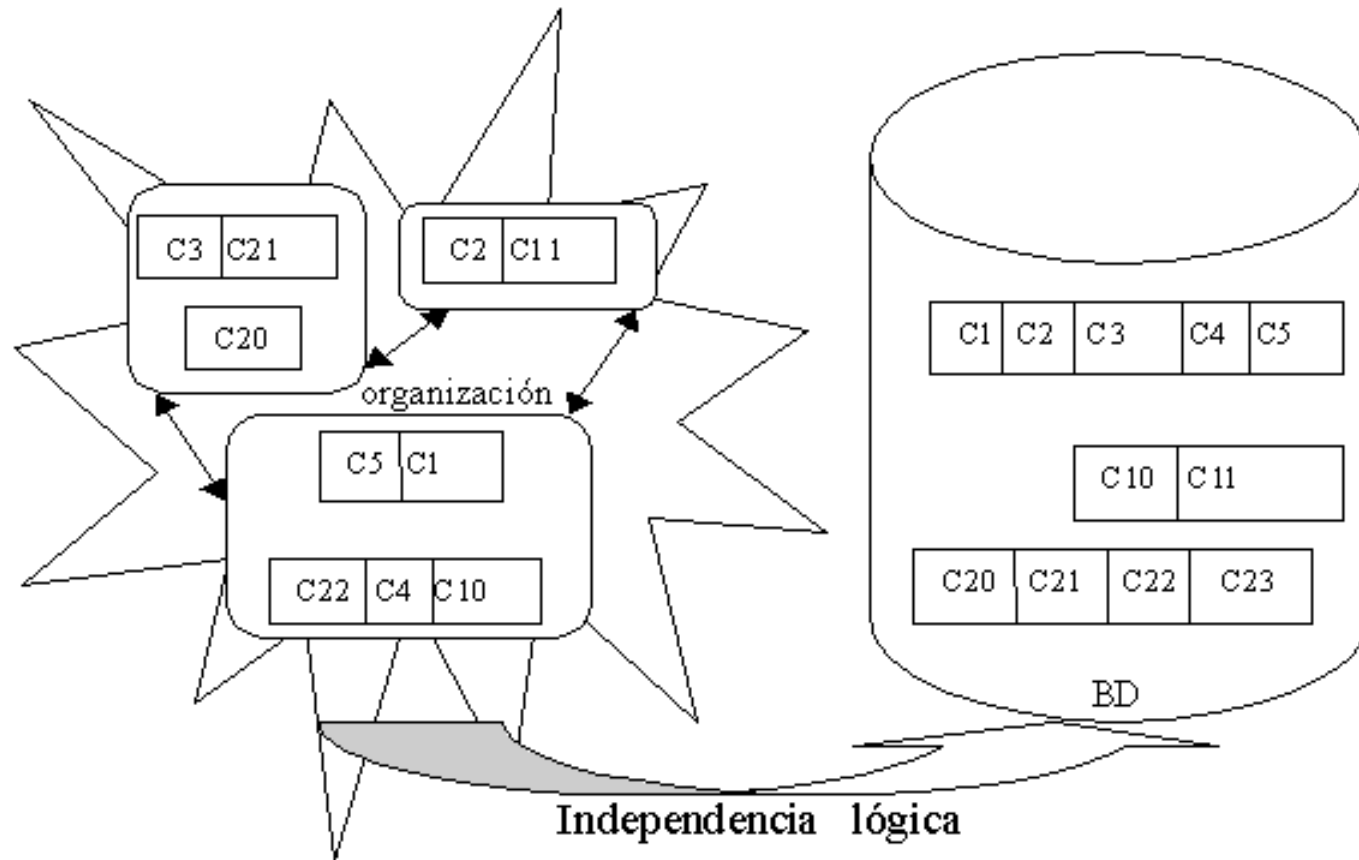 C3 C21
C20
C2 C11
organización
C5 C1
C22 C4 C10
C1 C2 C3 C4 C5
C10 C11
C20 C21 C22 C23
BD
Independencia lógica